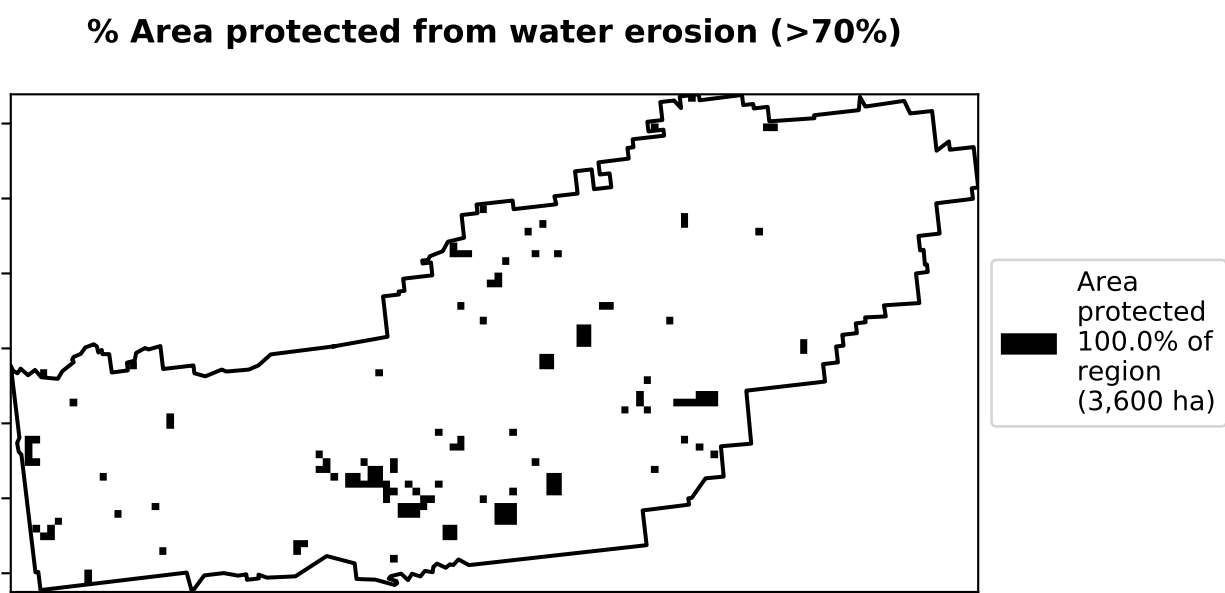 % Area protected from water erosion (>70%)
Area
protected
100.0% of
region
(3,600 ha)